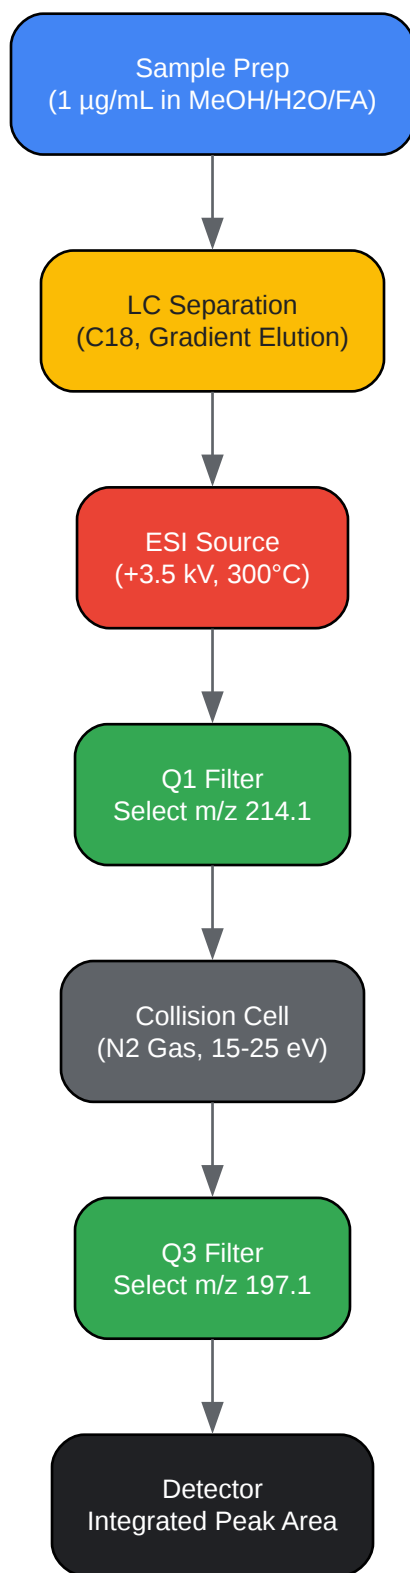 Sample Prep
(1 µg/mL in MeOH/H2O/FA)
LC Separation
(C18, Gradient Elution)
ESI Source
(+3.5 kV, 300°C)
Q1 Filter
Select m/z 214.1
Collision Cell
(N2 Gas, 15-25 eV)
Q3 Filter
Select m/z 197.1
Detector
Integrated Peak Area